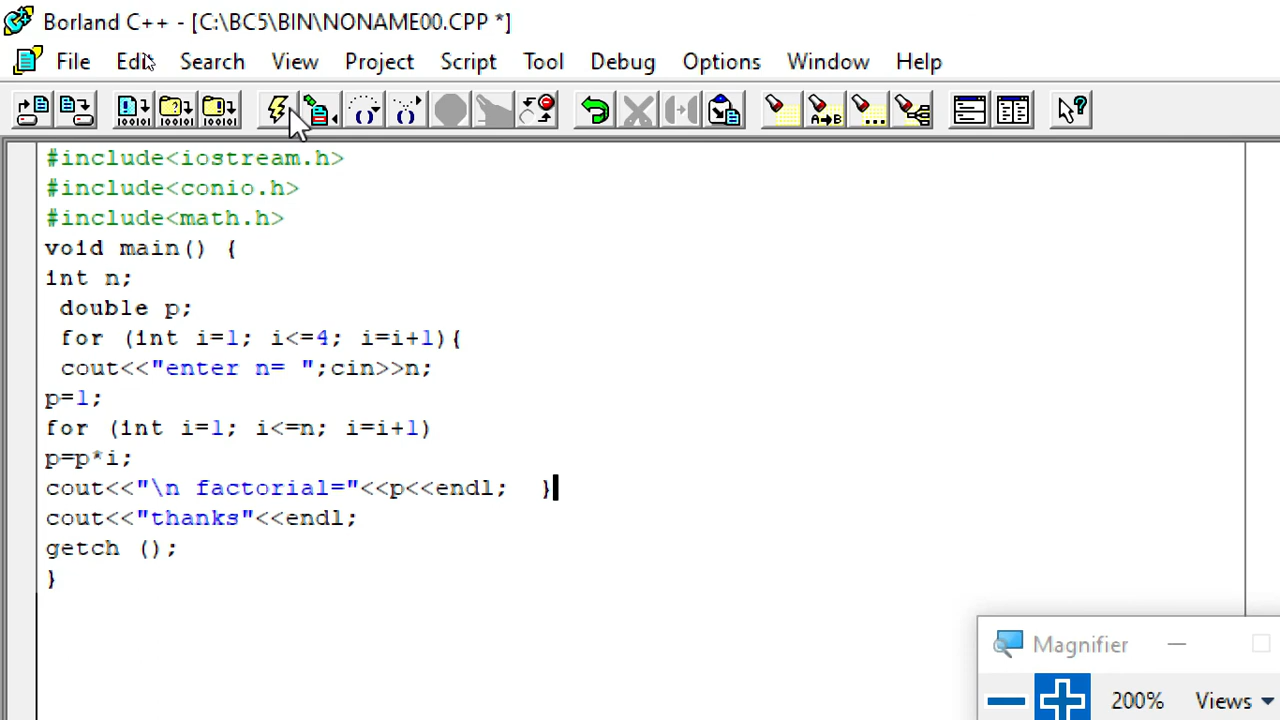 Borland C++ - [C:\BC5\BIN\NONAME00.CPP *]
File Edit Search View Project Script Tool Debug Options Window Help
#include<iostream.h>
#include<conio.h>
#include<math.h>
void main() {
int n;
double p;
for (int i=1; i<=4; i=i+1){
cout<<"enter n= ";cin>>n;
p=1;
for (int i=1; i<=n; i=i+1)
p=p*i;
cout<<"\n factorial="<<p<<endl; }
cout<<"thanks"<<endl;
getch ();
}
Magnifier
200% Views